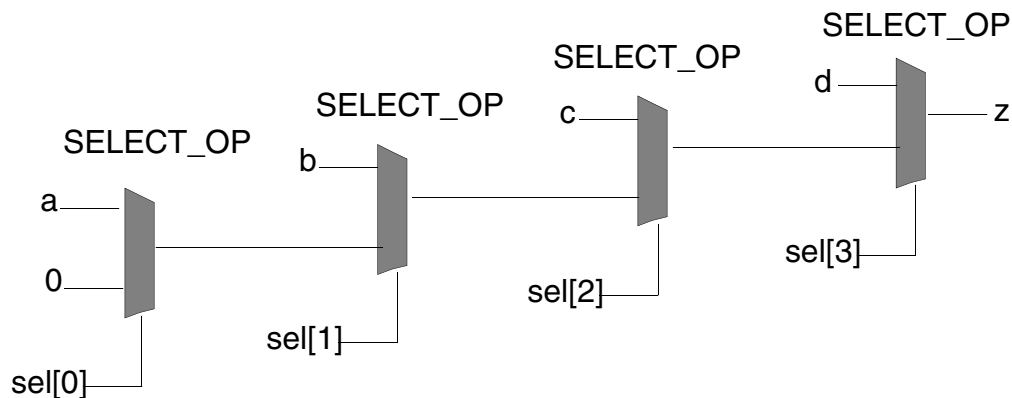 SELECT_OP
d
z
SELECT_OP
c
SELECT_OP
b
SELECT_OP
a
0
sel[3]
sel[2]
sel[1]
sel[0]